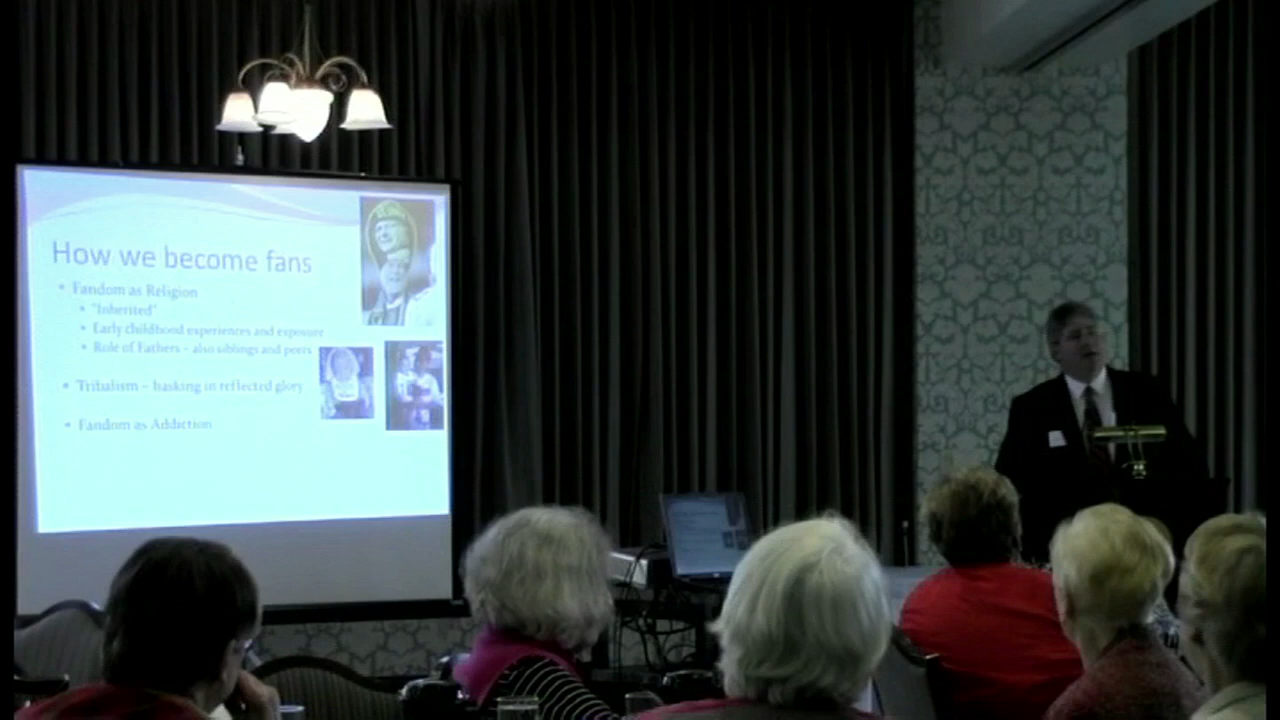 How we become fans
• Fandom as Religion
• "Inherited"
• Early childhood experiences and exposure
• Role of Fathers – also siblings and peers
• Tribalism – basking in reflected glory
• Fandom as Addiction